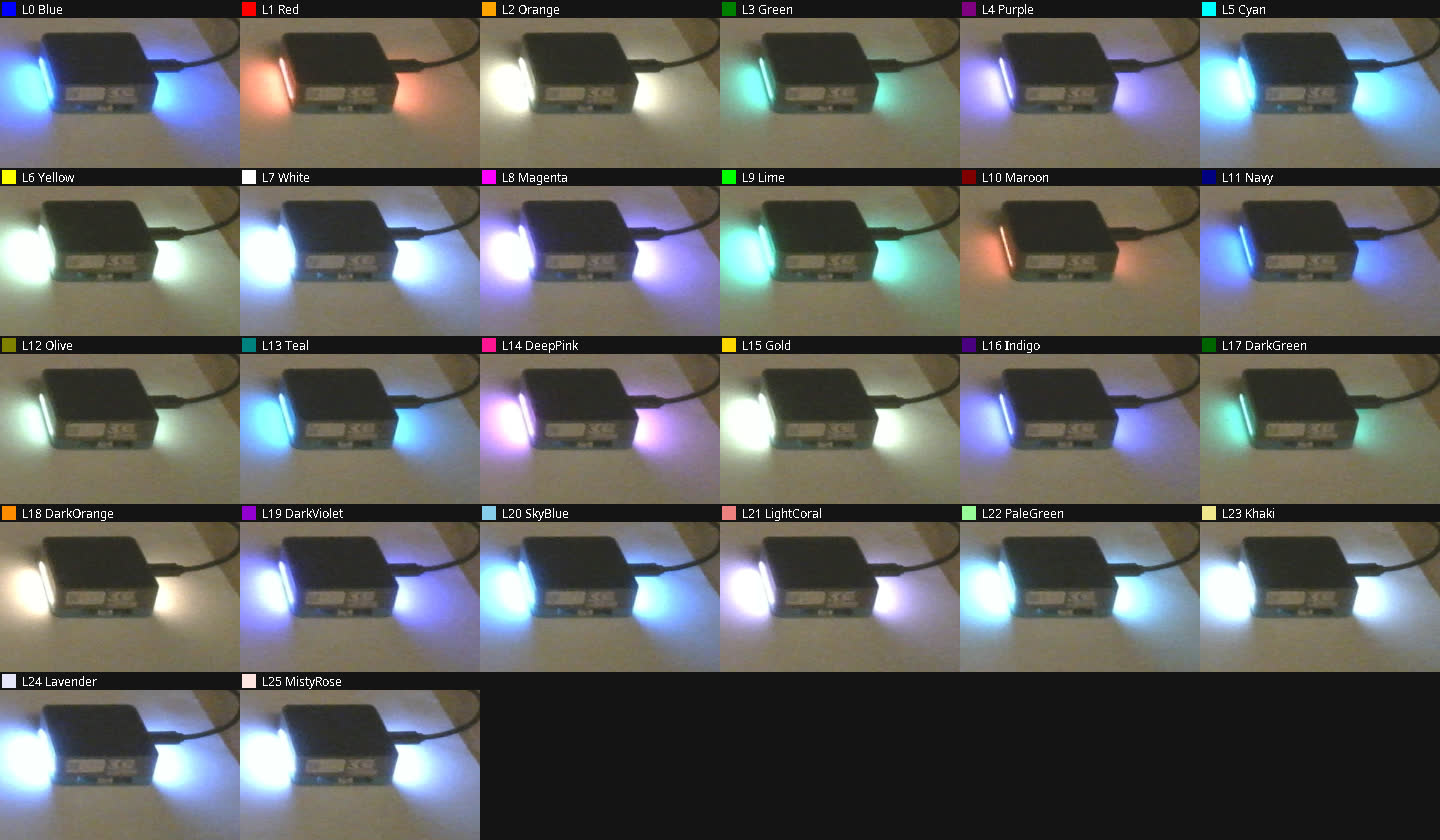 L0 Blue
L1 Red
L2 Orange
L3 Green
L4 Purple
L5 Cyan
L6 Yellow
L7 White
L8 Magenta
L9 Lime
L10 Maroon
L11 Navy
L12 Olive
L13 Teal
L14 DeepPink
L15 Gold
L16 Indigo
L17 DarkGreen
L18 DarkOrange
L19 DarkViolet
L20 SkyBlue
L21 LightCoral
L22 PaleGreen
L23 Khaki
L24 Lavender
L25 MistyRose